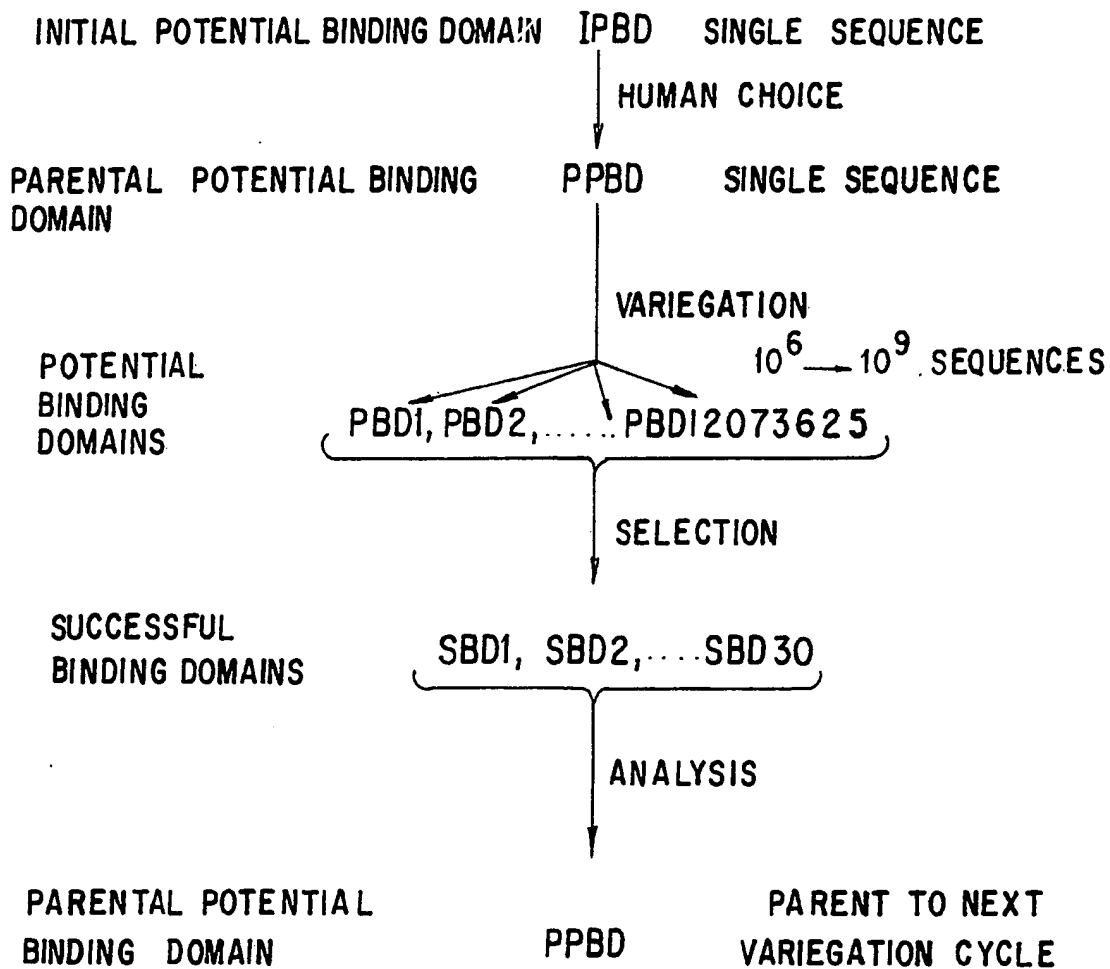 INITIAL POTENTIAL BINDING DOMAIN IPBD SINGLE SEQUENCE
HUMAN CHOICE
PARENTAL POTENTIAL BINDING DOMAIN PPBD SINGLE SEQUENCE
VARIEGATION
10^6 → 10^9 SEQUENCES
POTENTIAL
BINDING
DOMAINS
PBD1, PBD2,...... PBD12073625
SELECTION
SUCCESSFUL
BINDING DOMAINS
SBD1, SBD2,....SBD30
ANALYSIS
PARENTAL POTENTIAL
BINDING DOMAIN
PPBD
PARENT TO NEXT
VARIEGATION CYCLE